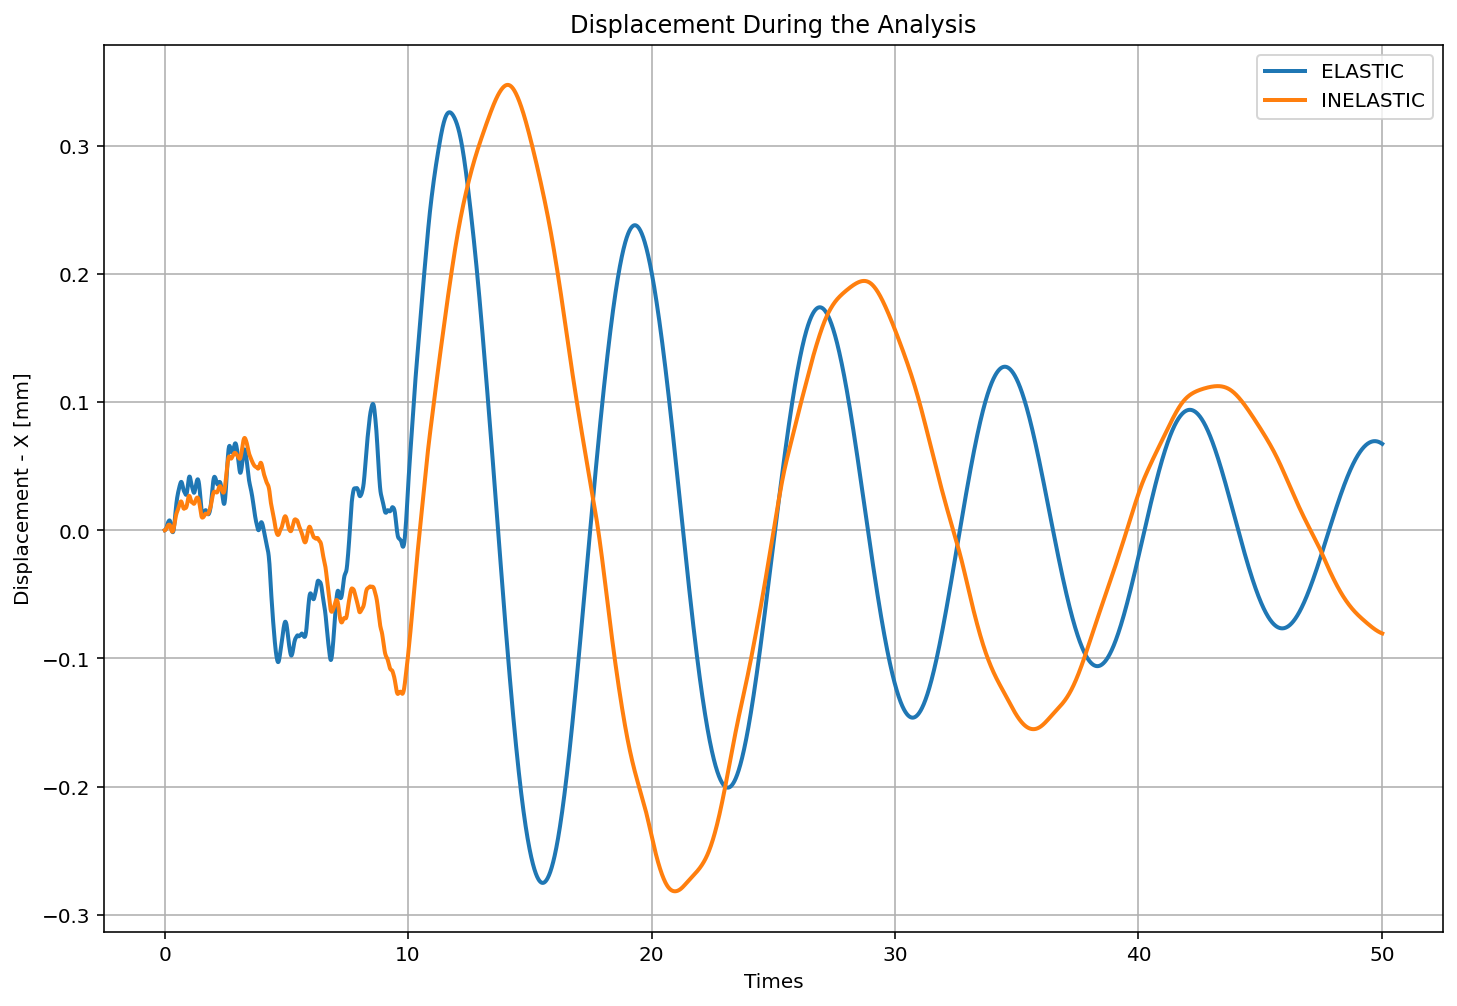 Displacement During the Analysis
ELASTIC
INELASTIC
Displacement - X [mm]
0.3
0.2
0.1
0.0
−0.1
−0.2
−0.3
0 10 20 30 40 50
Times